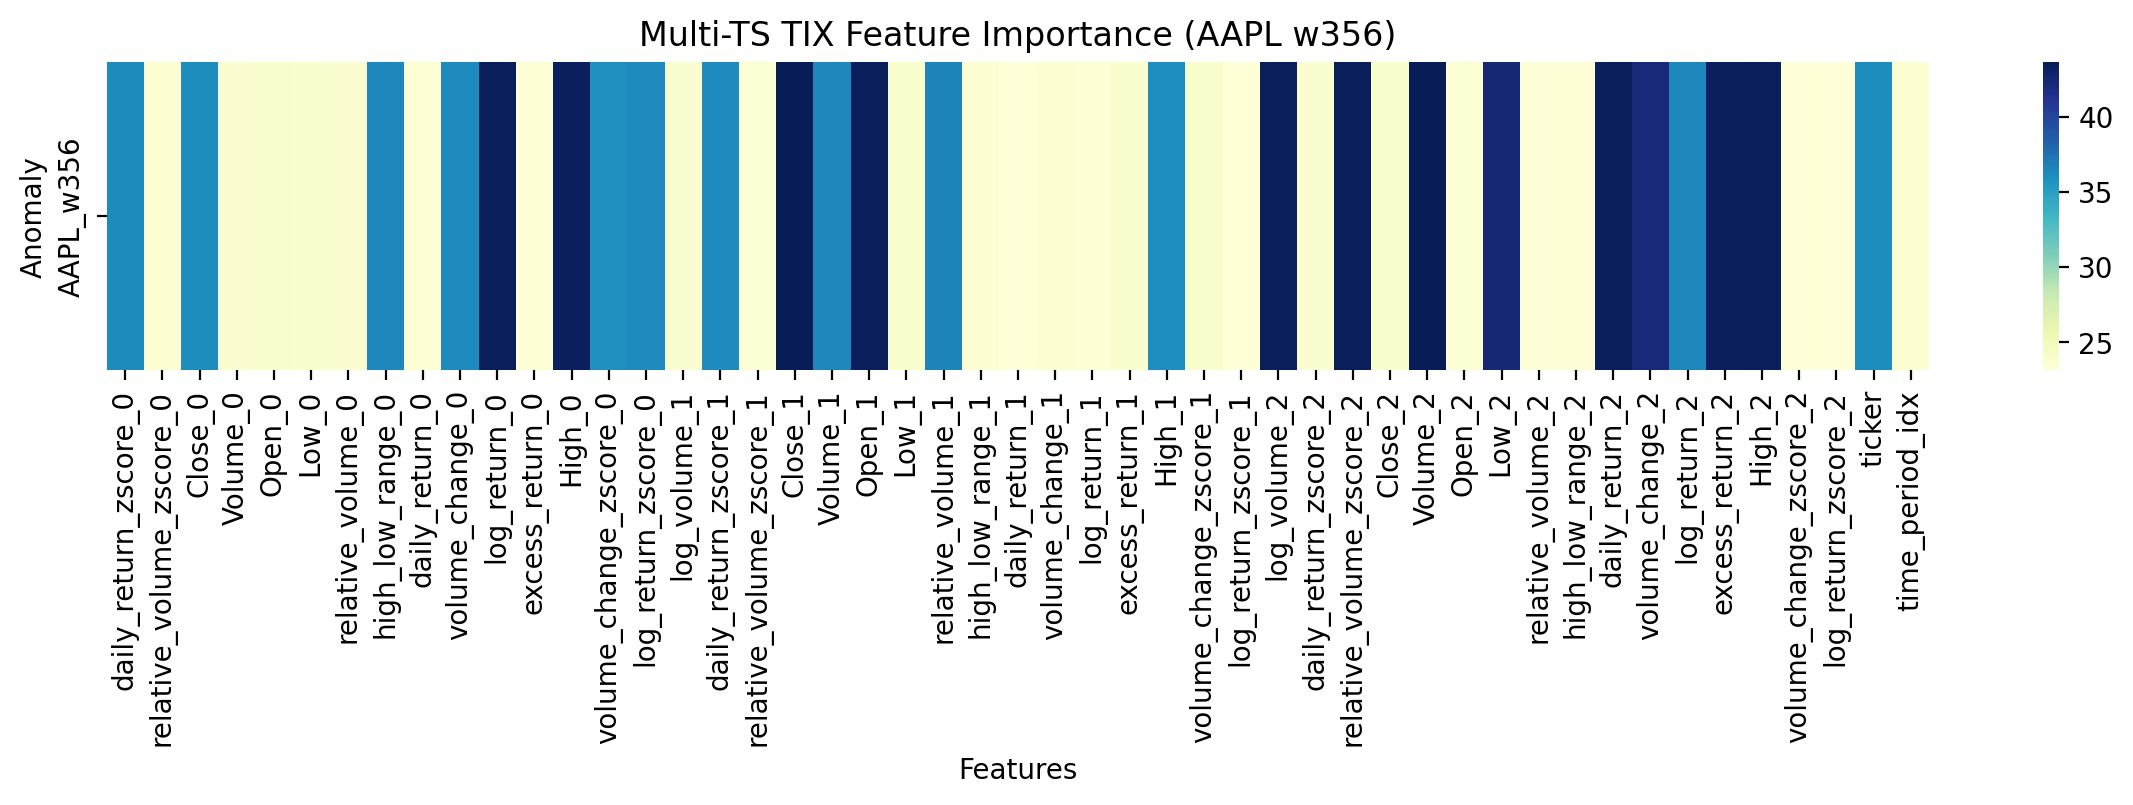 Multi-TS TIX Feature Importance (AAPL w356)
Anomaly
AAPL_w356
40
35
30
25
daily_return_zscore_0
relative_volume_zscore_0
Close_0
Volume_0
Open_0
Low_0
relative_volume_0
high_low_range_0
daily_return_0
volume_change_0
log_return_0
excess_return_0
High_0
volume_change_zscore_0
log_return_zscore_0
log_volume_1
daily_return_zscore_1
relative_volume_zscore_1
Close_1
Volume_1
Open_1
Low_1
relative_volume_1
high_low_range_1
daily_return_1
volume_change_1
log_return_1
excess_return_1
High_1
volume_change_zscore_1
log_return_zscore_1
log_volume_2
daily_return_zscore_2
relative_volume_zscore_2
Close_2
Volume_2
Open_2
Low_2
relative_volume_2
high_low_range_2
daily_return_2
volume_change_2
log_return_2
excess_return_2
High_2
volume_change_zscore_2
log_return_zscore_2
ticker
time_period_idx
Features